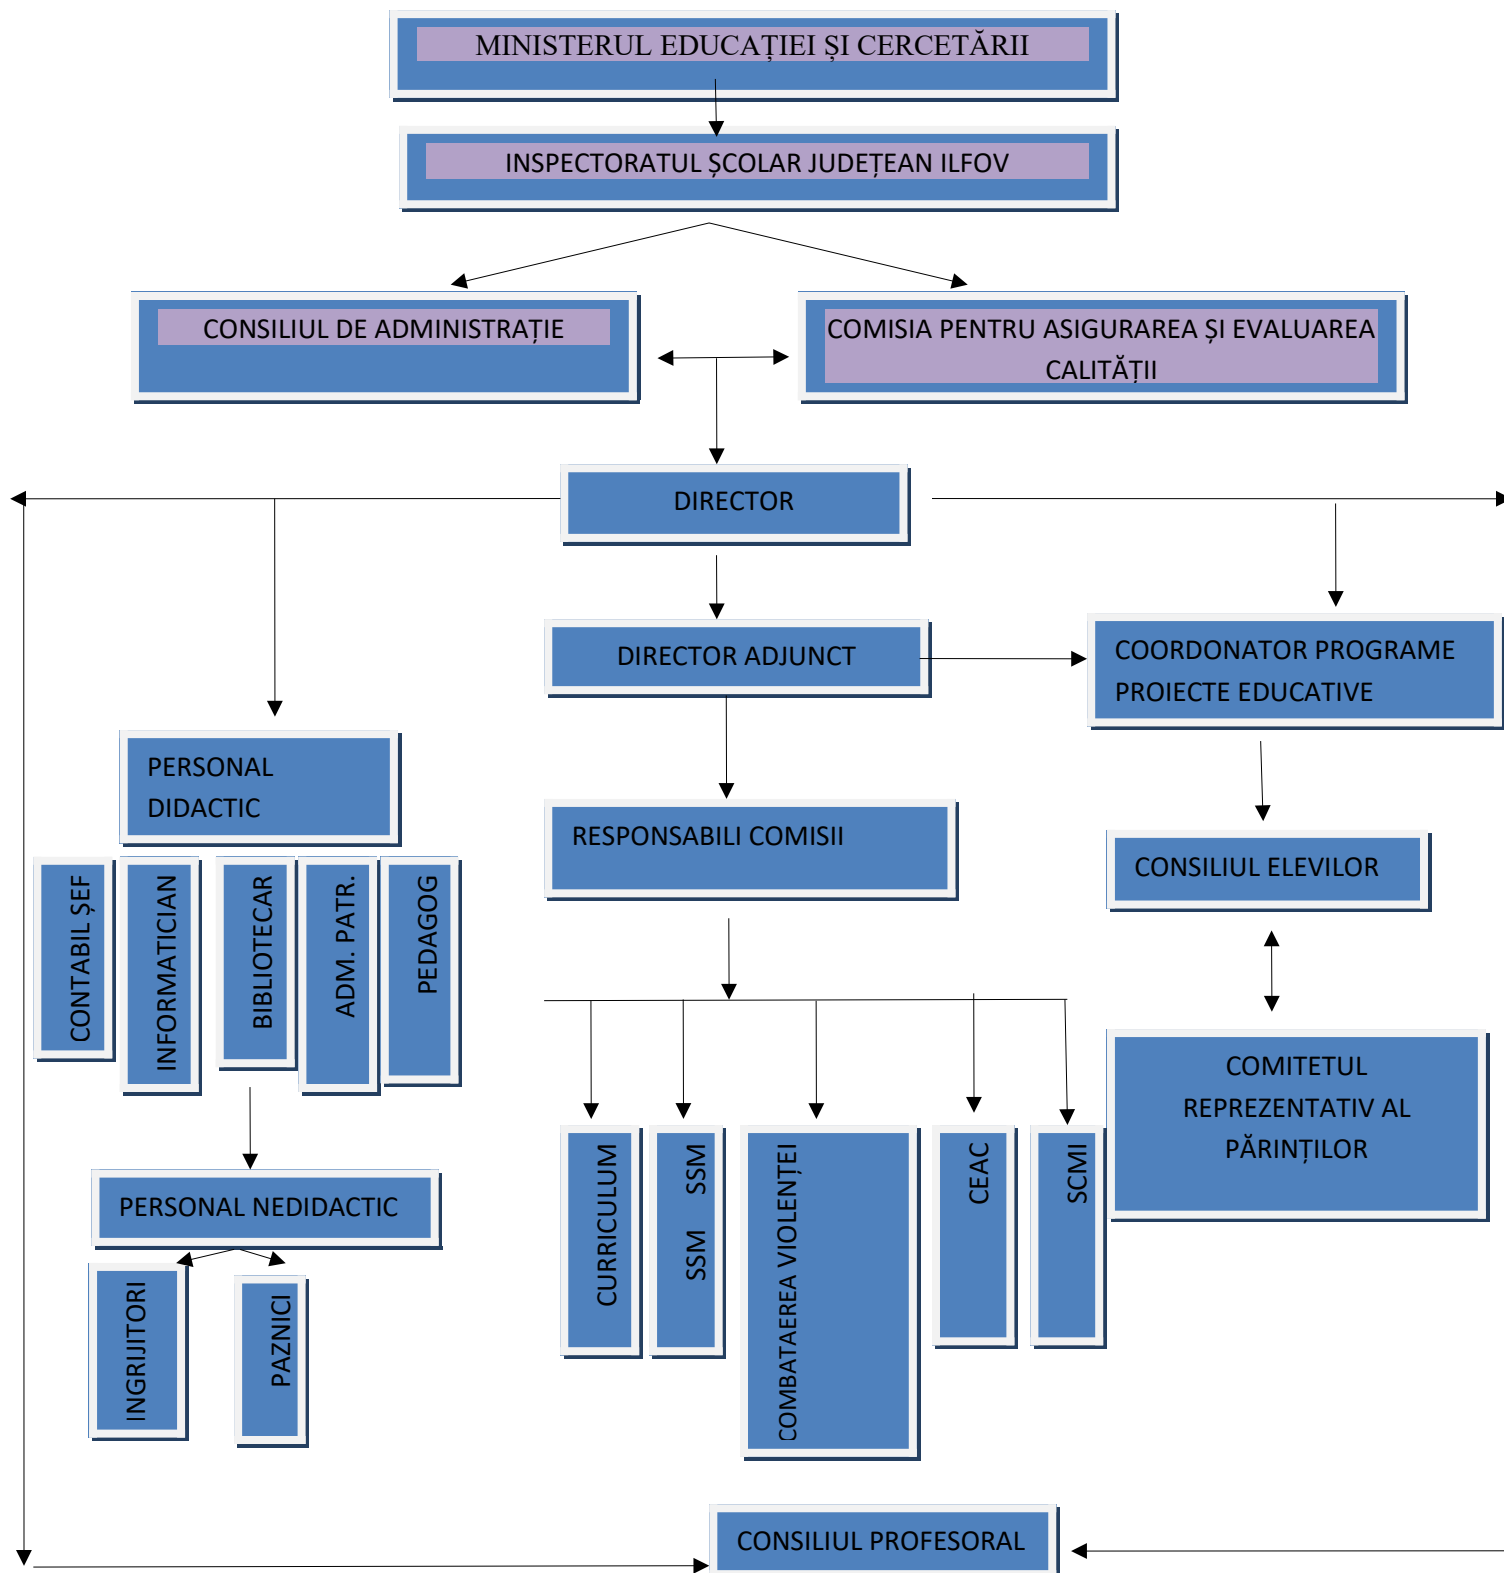 MINISTERUL EDUCAȚIEI ȘI CERCETĂRII
INSPECTORATUL ȘCOLAR JUDEȚEAN ILFOV
CONSILIUL DE ADMINISTRAȚIE
COMISIA PENTRU ASIGURAREA ȘI EVALUAREA
CALITĂȚII
DIRECTOR
DIRECTOR ADJUNCT
COORDONATOR PROGRAME
PROIECTE EDUCATIVE
PERSONAL
DIDACTIC
RESPONSABILI COMISII
CONSILIUL ELEVILOR
CONTABIL ȘEF
INFORMATICIAN
BIBLIOTECAR
ADM. PATR.
PEDAGOG
COMITETUL
REPREZENTATIV AL
PĂRINȚILOR
CURRICULUM
SSM SSM
COMBATAEREA VIOLENȚEI
CEAC
SCMI
PERSONAL NEDIDACTIC
INGRIJITORI
PAZNICI
CONSILIUL PROFESORAL